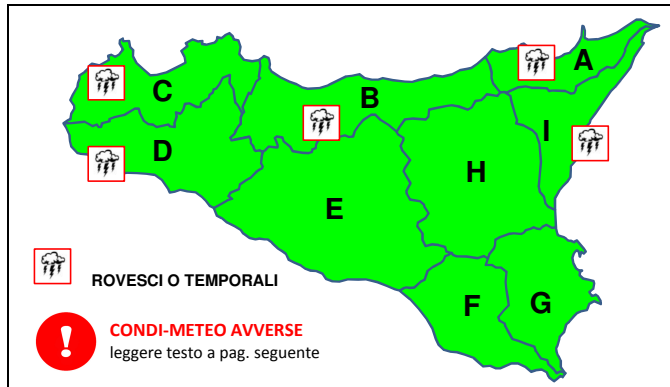 A
C
B
I
D
H
E
F
G
ROVESCI O TEMPORALI
CONDI-METEO AVVERSE
leggere testo a pag. seguente